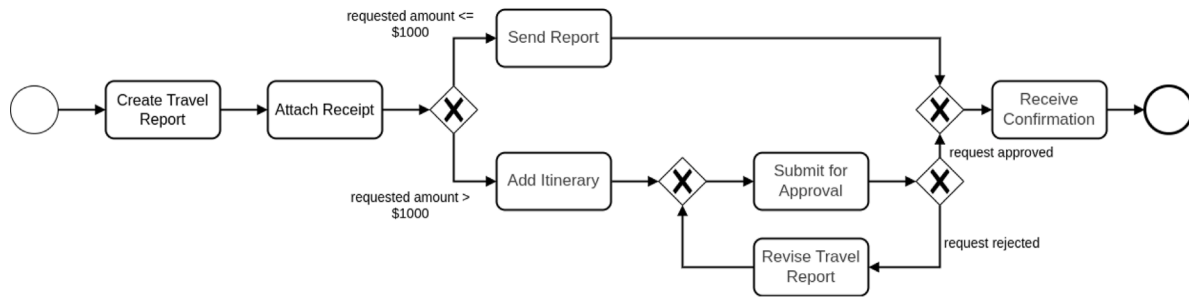 requested amount <=
$1000
Send Report
Create Travel
Report
Attach Receipt
Receive
Confirmation
request approved
requested amount >
$1000
Add Itinerary
Submit for
Approval
request rejected
Revise Travel
Report